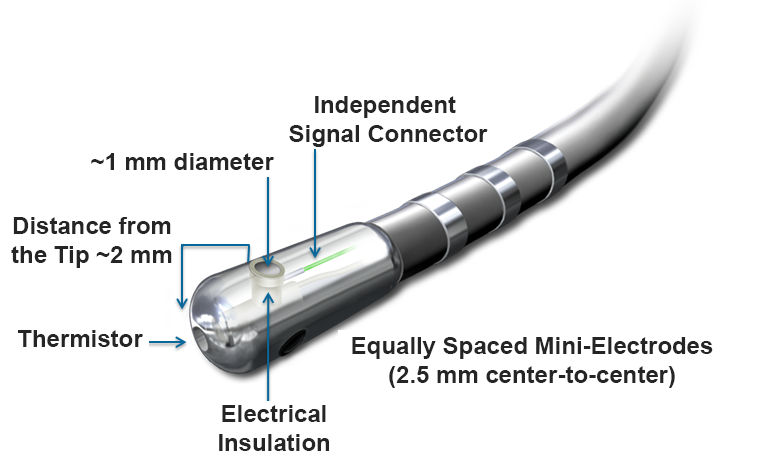 Independent
Signal Connector
~1 mm diameter
Distance from
the Tip ~2 mm
Thermistor
Equally Spaced Mini-Electrodes
(2.5 mm center-to-center)
Electrical
Insulation